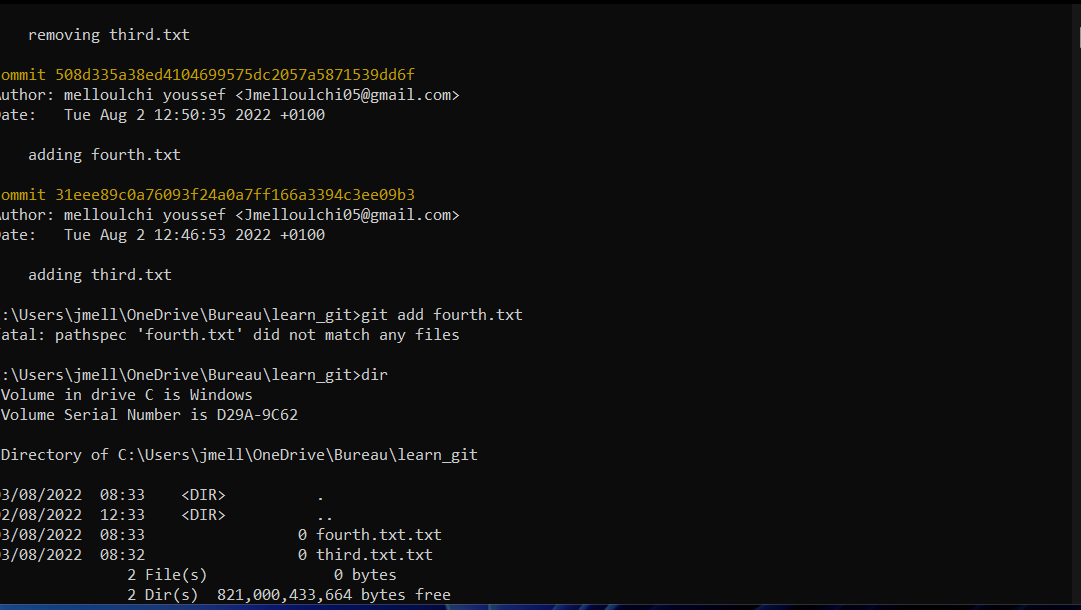 removing third.txt
ommit 508d335a38ed4104699575dc2057a5871539dd6f
uthor: melloulchi youssef <Jmelloulchi05@gmail.com>
ate:   Tue Aug 2 12:50:35 2022 +0100
adding fourth.txt
ommit 31eee89c0a76093f24a0a7ff166a3394c3ee09b3
uthor: melloulchi youssef <Jmelloulchi05@gmail.com>
ate:   Tue Aug 2 12:46:53 2022 +0100
adding third.txt
:\Users\jmell\OneDrive\Bureau\learn_git>git add fourth.txt
atal: pathspec 'fourth.txt' did not match any files
:\Users\jmell\OneDrive\Bureau\learn_git>dir
Volume in drive C is Windows
Volume Serial Number is D29A-9C62
Directory of C:\Users\jmell\OneDrive\Bureau\learn_git
3/08/2022  08:33    <DIR>          .
2/08/2022  12:33    <DIR>          ..
3/08/2022  08:33                 0 fourth.txt.txt
3/08/2022  08:32                 0 third.txt.txt
2 File(s)              0 bytes
2 Dir(s)  821,000,433,664 bytes free